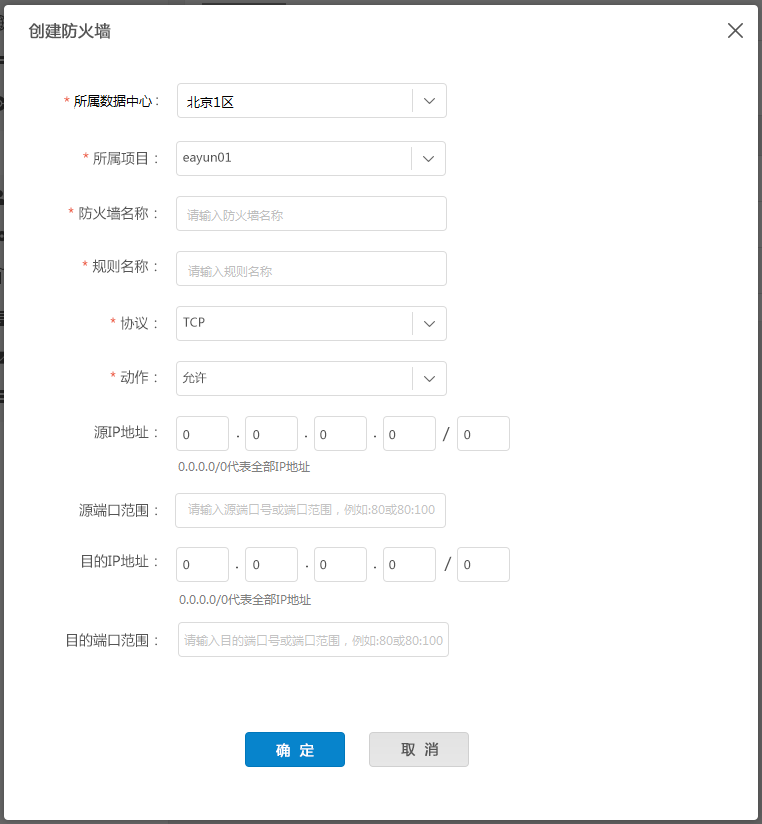 创建防火墙
* 所属数据中心： 北京1区
* 所属项目： eayun01
* 防火墙名称： 请输入防火墙名称
* 规则名称： 请输入规则名称
* 协议： TCP
* 动作： 允许
源IP地址： 0 . 0 . 0 . 0 / 0
0.0.0.0/0代表全部IP地址
源端口范围： 请输入源端口号或端口范围，例如:80或80:100
目的IP地址： 0 . 0 . 0 . 0 / 0
0.0.0.0/0代表全部IP地址
目的端口范围： 请输入目的端口号或端口范围，例如:80或80:100
确 定 取 消